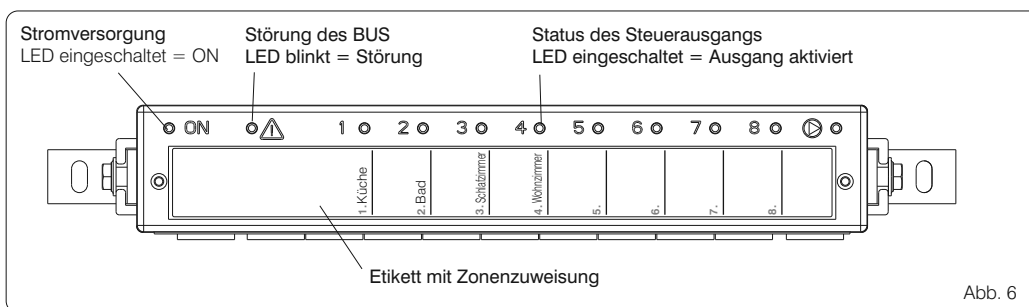 Stromversorgung
LED eingeschaltet = ON
Störung des BUS
LED blinkt = Störung
Status des Steuerausgangs
LED eingeschaltet = Ausgang aktiviert
ON 1 2 3 4 5 6 7 8
1.Küche
2.Bad
3.Schlafzimmer
4.Wohnzimmer
5.
6.
7.
8.
Etikett mit Zonenzuweisung
Abb. 6